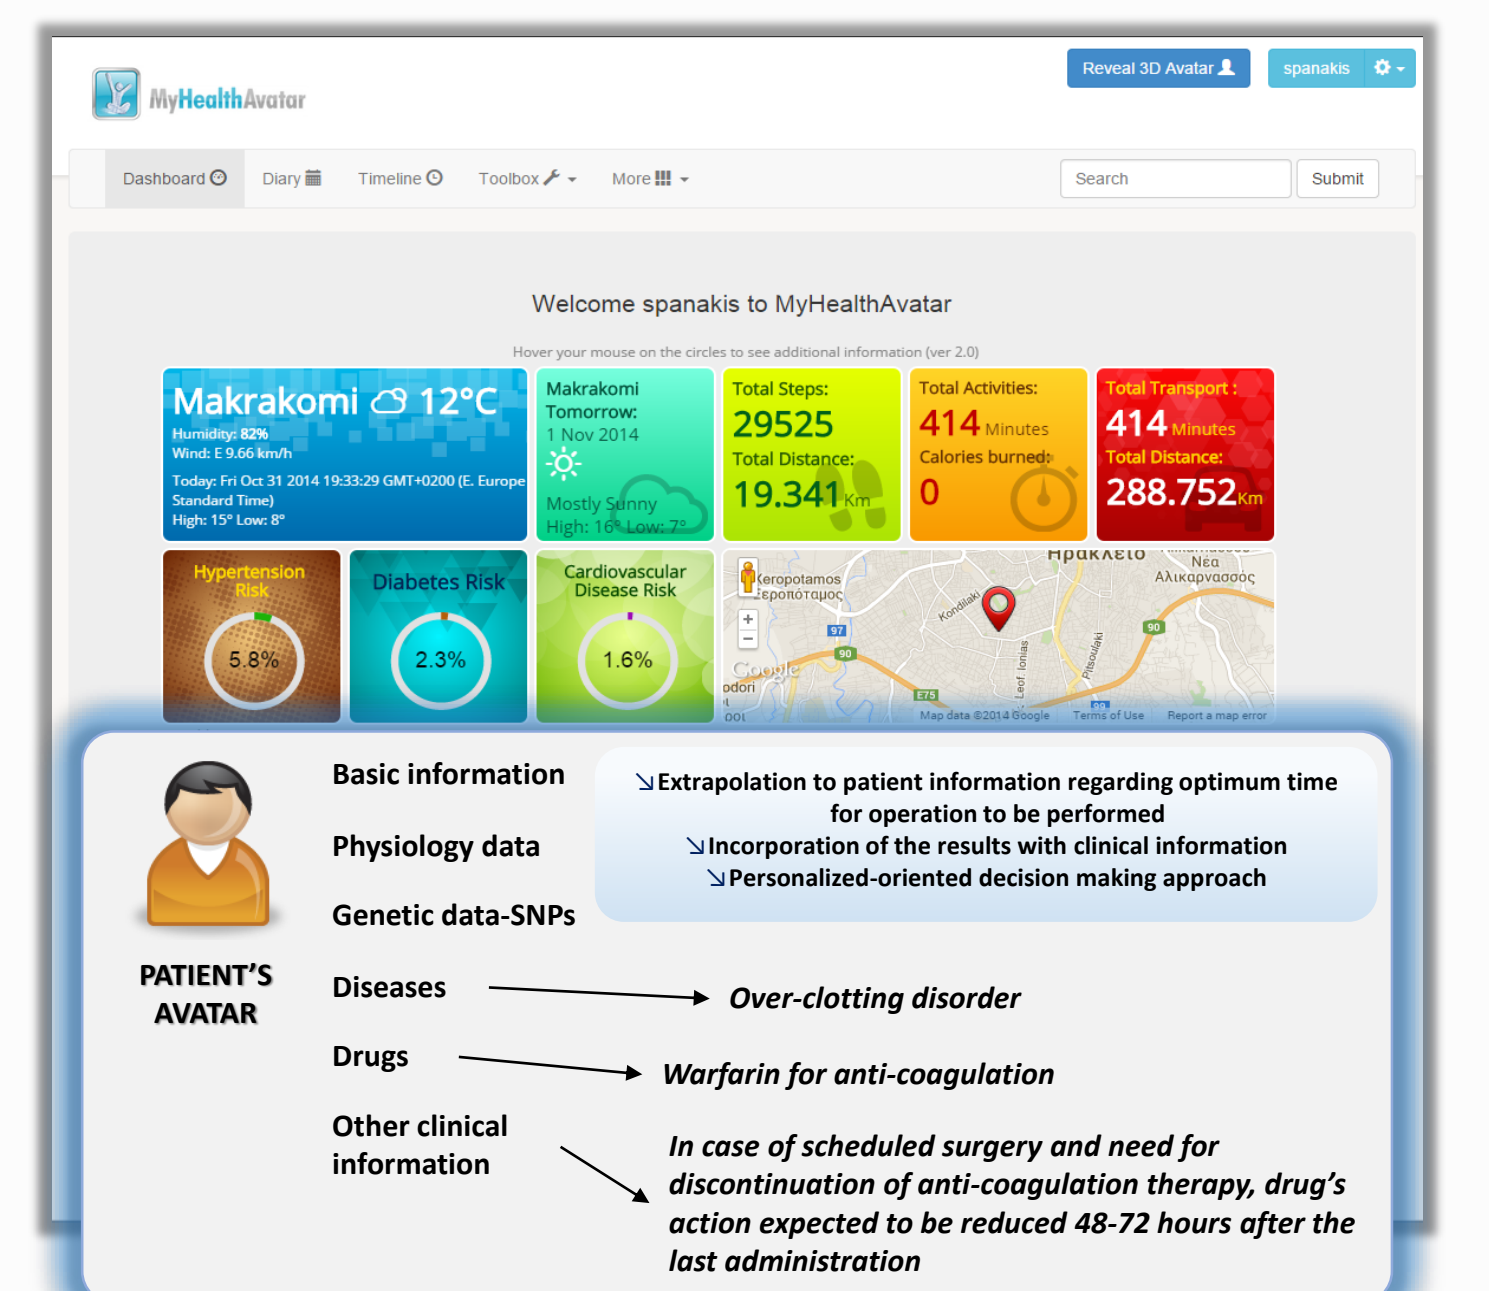 Reveal 3D Avatar
spanakis
MyHealthAvatar
Dashboard
Diary
Timeline
Toolbox
More
Search
Submit
Welcome spanakis to MyHealthAvatar
Hover your mouse on the circles to see additional information (ver 2.0)
Makrakomi 12°C
Humidity: 82%
Wind: E 9.66 km/h
Today: Fri Oct 31 2014 19:33:29 GMT+0200 (E. Europe
Standard Time)
High: 15° Low: 8°
Makrakomi
Tomorrow:
1 Nov 2014
Mostly Sunny
High: 16° Low: 7°
Total Steps:
29525
Total Distance:
19.341 Km
Total Activities:
414 Minutes
Calories burned:
0
Total Transport :
414 Minutes
Total Distance:
288.752 Km
Hypertension
Risk
5.8%
Diabetes Risk
2.3%
Cardiovascular
Disease Risk
1.6%
Ηράκλειο
Νέα
Αλικαρνασσός
Xeropotamos
Ξεροπόταμος
Kondilaki
+
−
97
90
90
Pitsoulaki
Leof. Ionias
Google
odori
E75
99
Map data ©2014 Google
Terms of Use
Report a map error
PATIENT’S
AVATAR
Basic information
Physiology data
Genetic data-SNPs
Diseases
Drugs
Other clinical
information
↘Extrapolation to patient information regarding optimum time
for operation to be performed
↘Incorporation of the results with clinical information
↘Personalized-oriented decision making approach
Over-clotting disorder
Warfarin for anti-coagulation
In case of scheduled surgery and need for
discontinuation of anti-coagulation therapy, drug’s
action expected to be reduced 48-72 hours after the
last administration